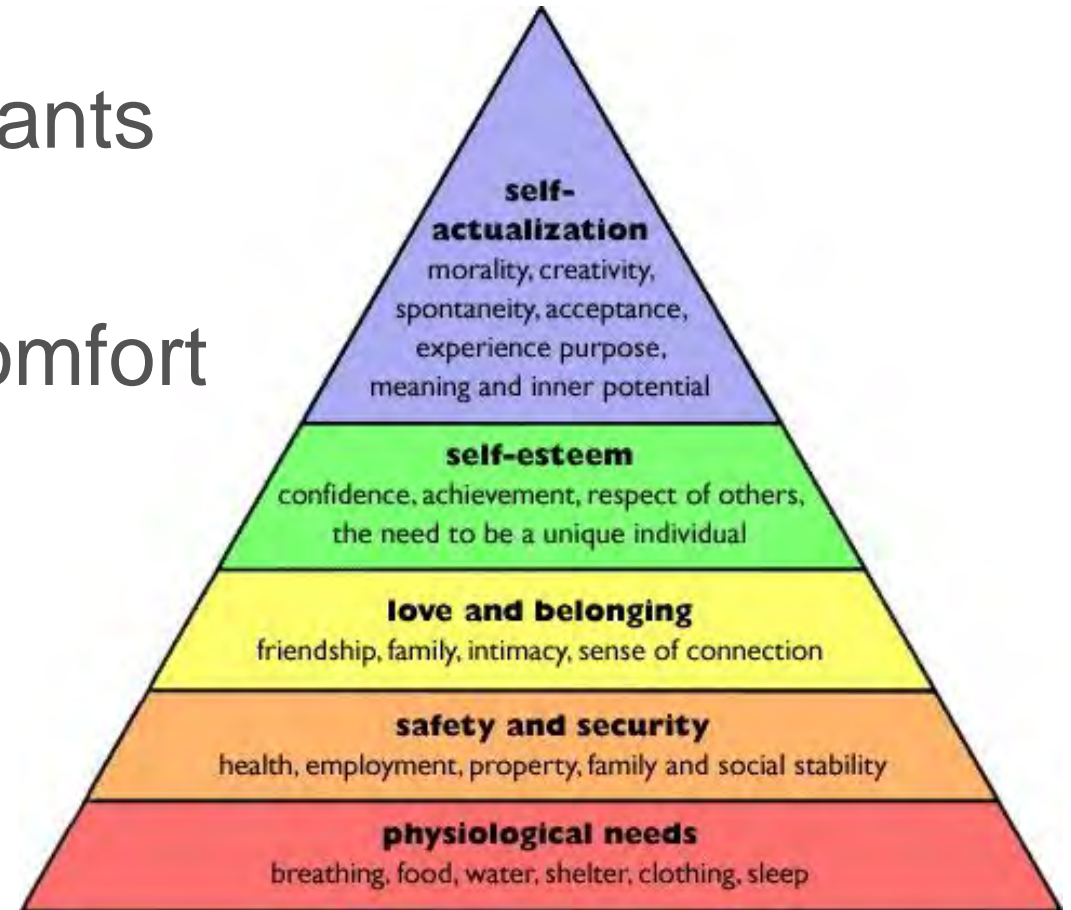 ants
omfort
self-
actualization
morality, creativity,
spontaneity, acceptance,
experience purpose,
meaning and inner potential
self-esteem
confidence, achievement, respect of others,
the need to be a unique individual
love and belonging
friendship, family, intimacy, sense of connection
safety and security
health, employment, property, family and social stability
physiological needs
breathing, food, water, shelter, clothing, sleep